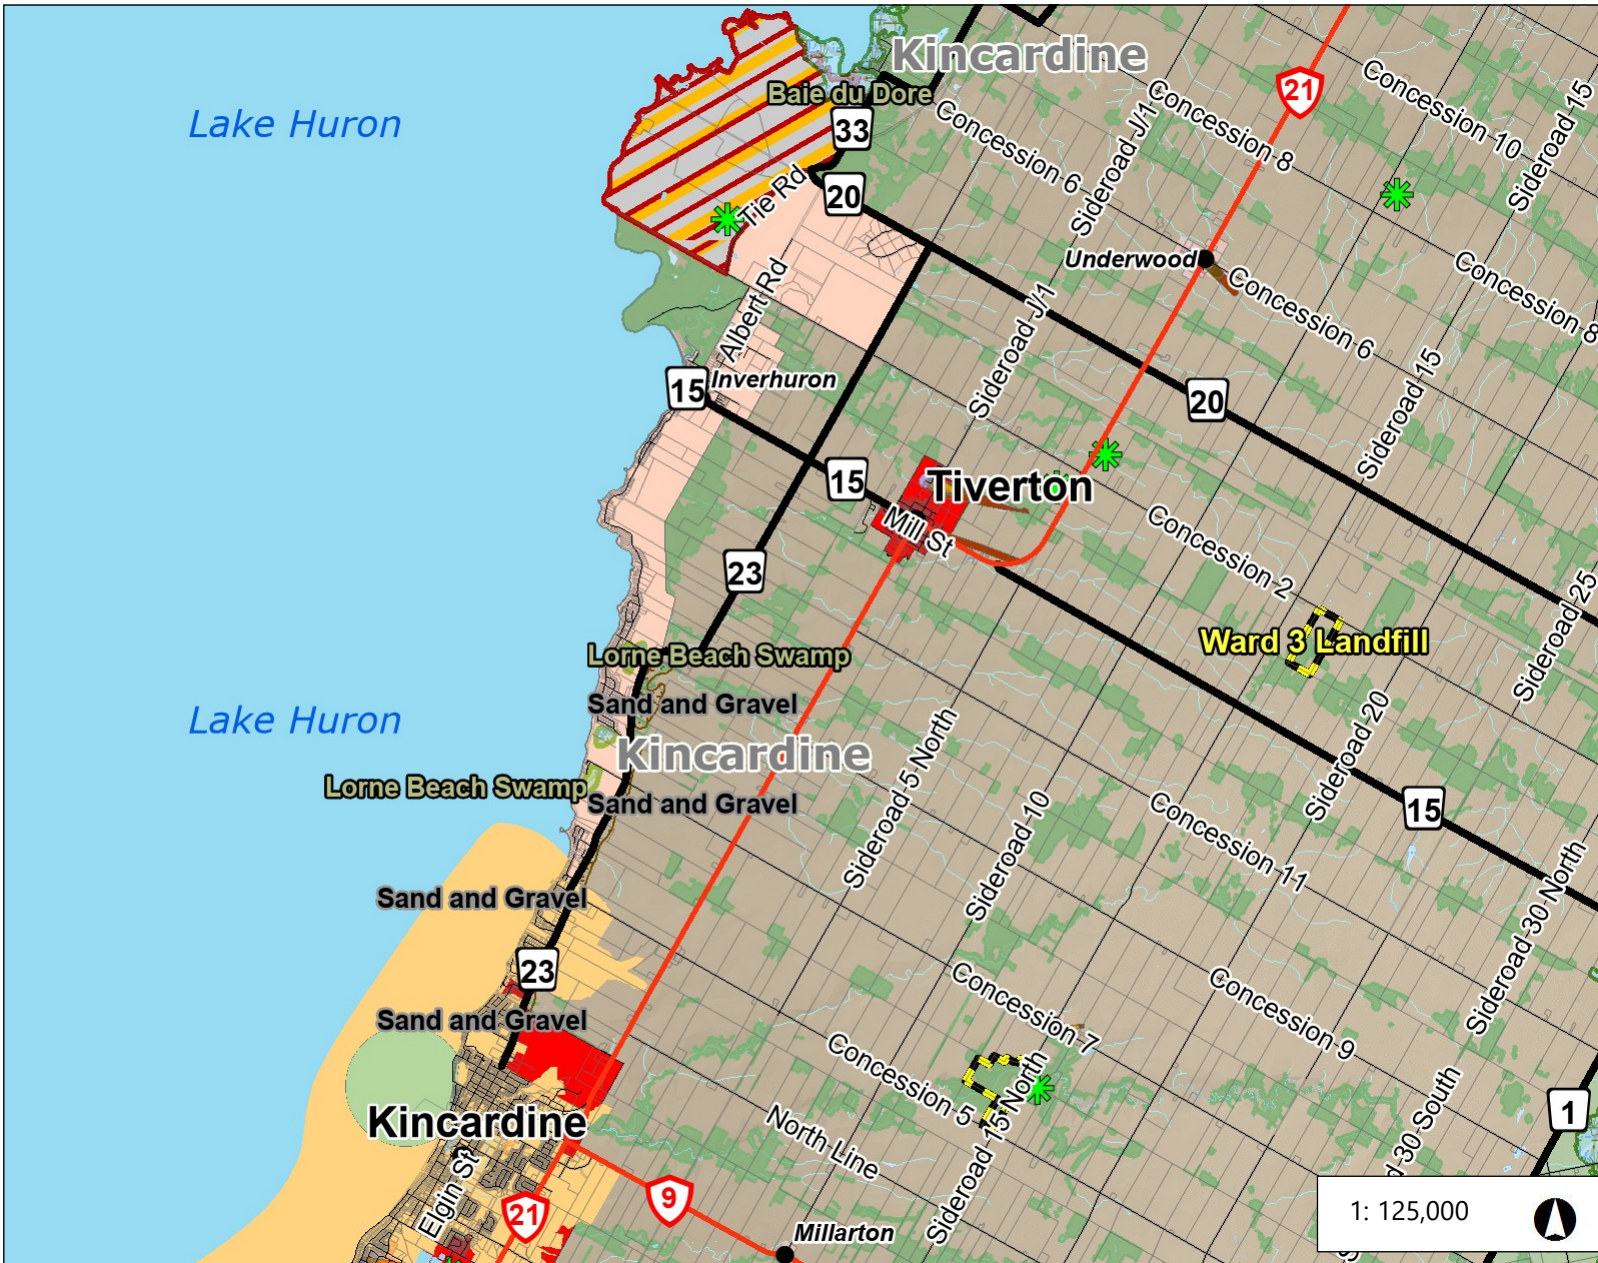 Kincardine
21
Concession 10
Sideroad 15
Lake Huron
Baie du Dore
33
Concession 6
Sideroad J/1
Concession 8
Tie Rd
20
Underwood
Concession 6
Concession 8
Albert Rd
Sideroad J/1
15
Inverhuron
20
Sideroad 15
15
Tiverton
Mill St
Concession 2
23
Sideroad 25
Ward 3 Landfill
Lorne Beach Swamp
Sand and Gravel
Lake Huron
Kincardine
Sideroad 5 North
Sideroad 20
Lorne Beach Swamp
Sand and Gravel
15
Sideroad 10
Concession 11
Sand and Gravel
Sideroad 30 North
23
Concession 7
Concession 9
Sand and Gravel
Concession 5
Sideroad 15 North
Kincardine
North Line
1
d 30 South
Elgin St
21
9
Millarton
1: 125,000